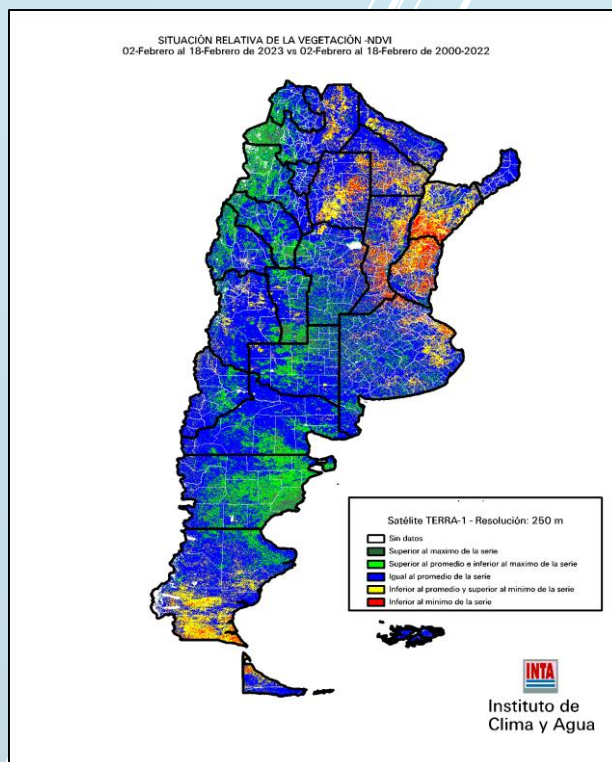 SITUACIÓN RELATIVA DE LA VEGETACIÓN -NDVI
02-Febrero al 18-Febrero de 2023 vs 02-Febrero al 18-Febrero de 2000-2022
Satélite TERRA-1 - Resolución: 250 m
Sin datos
Superior al maximo de la serie
Superior al promedio e inferior al maximo de la serie
Igual al promedio de la serie
Inferior al promedio y superior al minimo de la serie
Inferior al minimo de la serie
INTA
Instituto de
Clima y Agua